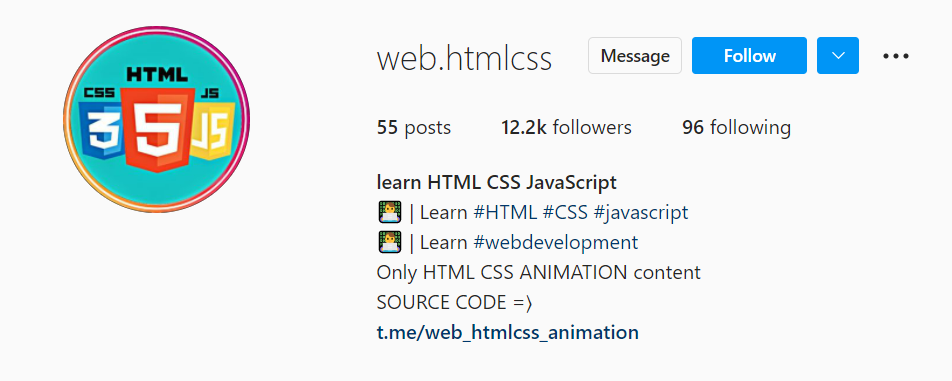 HTML
CSS JS
3 5 JS
web.htmlcss Message Follow
55 posts 12.2k followers 96 following
learn HTML CSS JavaScript
| Learn #HTML #CSS #javascript
| Learn #webdevelopment
Only HTML CSS ANIMATION content
SOURCE CODE =⟩
t.me/web_htmlcss_animation